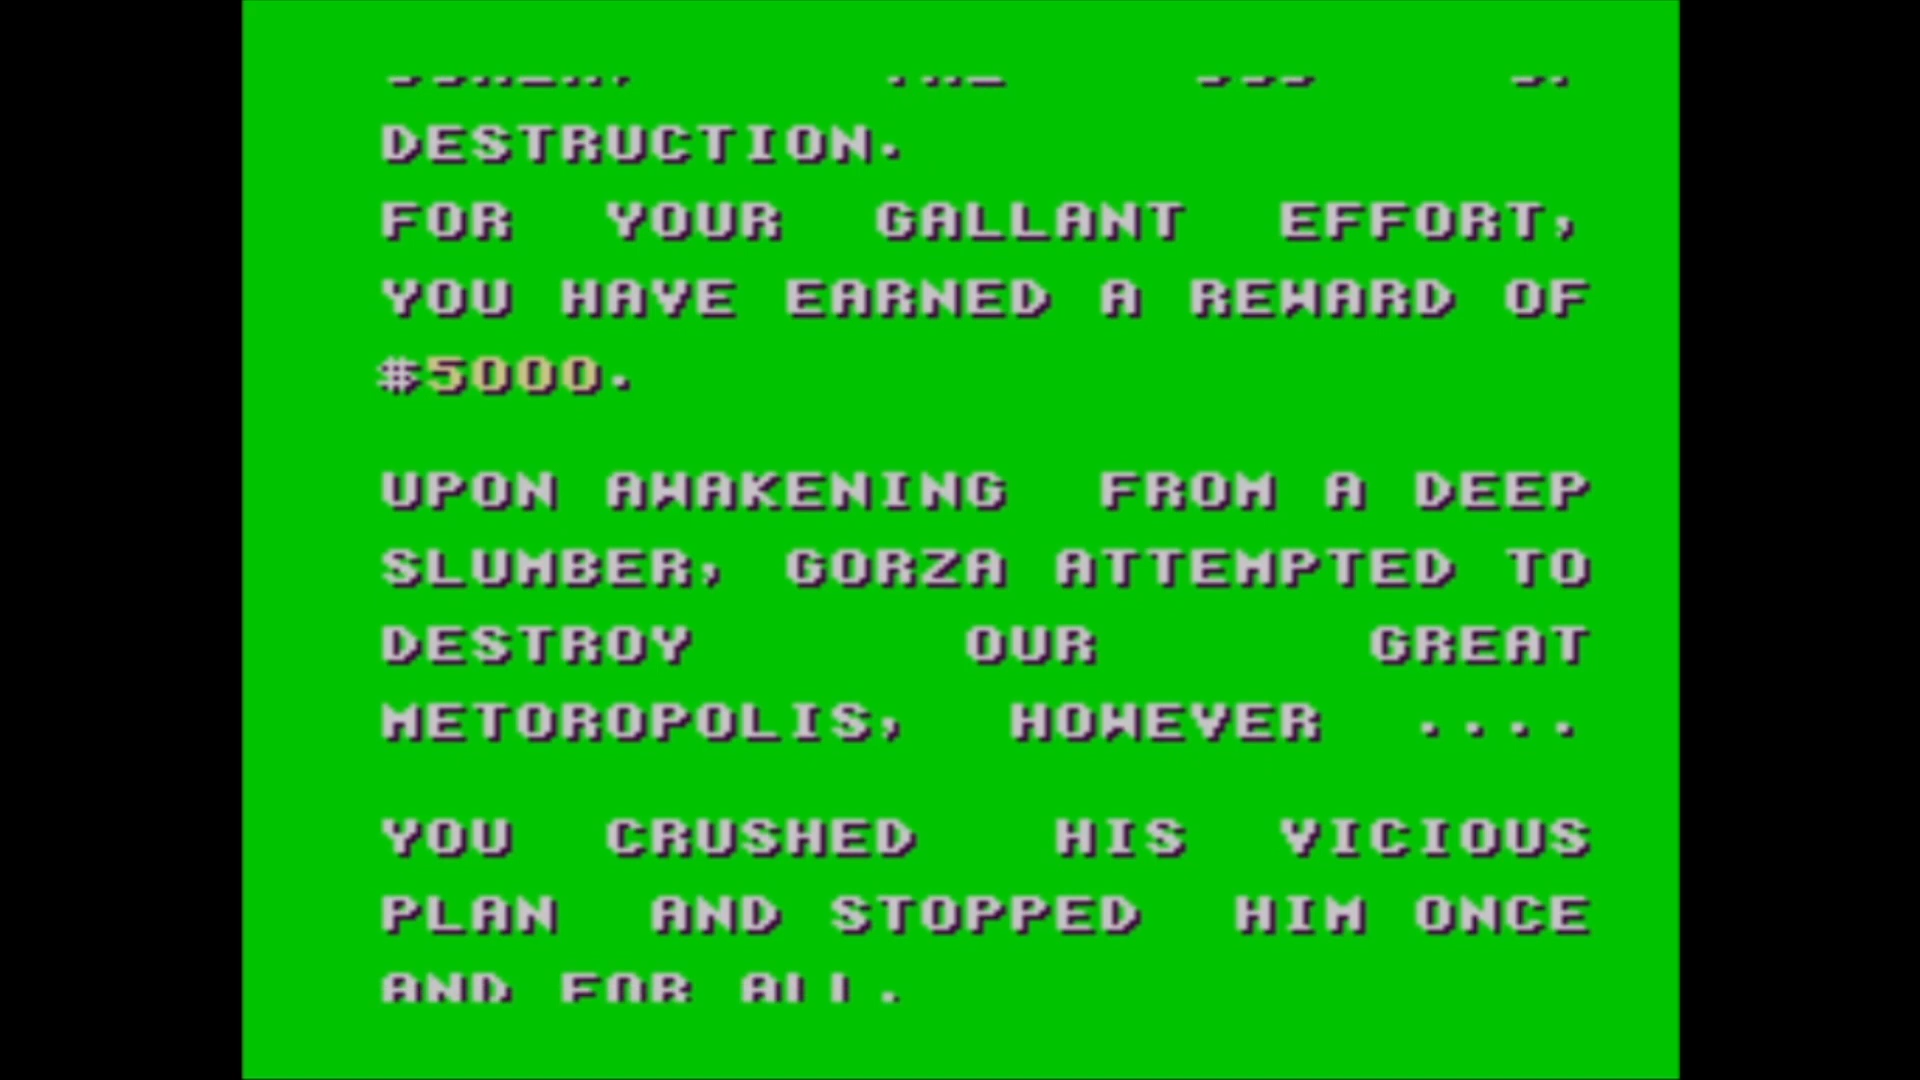 DESTRUCTION.
FOR YOUR GALLANT EFFORT,
YOU HAVE EARNED A REWARD OF
#5000.
UPON AWAKENING FROM A DEEP
SLUMBER, GORZA ATTEMPTED TO
DESTROY OUR GREAT
METOROPOLIS, HOWEVER ....
YOU CRUSHED HIS VICIOUS
PLAN AND STOPPED HIM ONCE
AND FOR ALL.